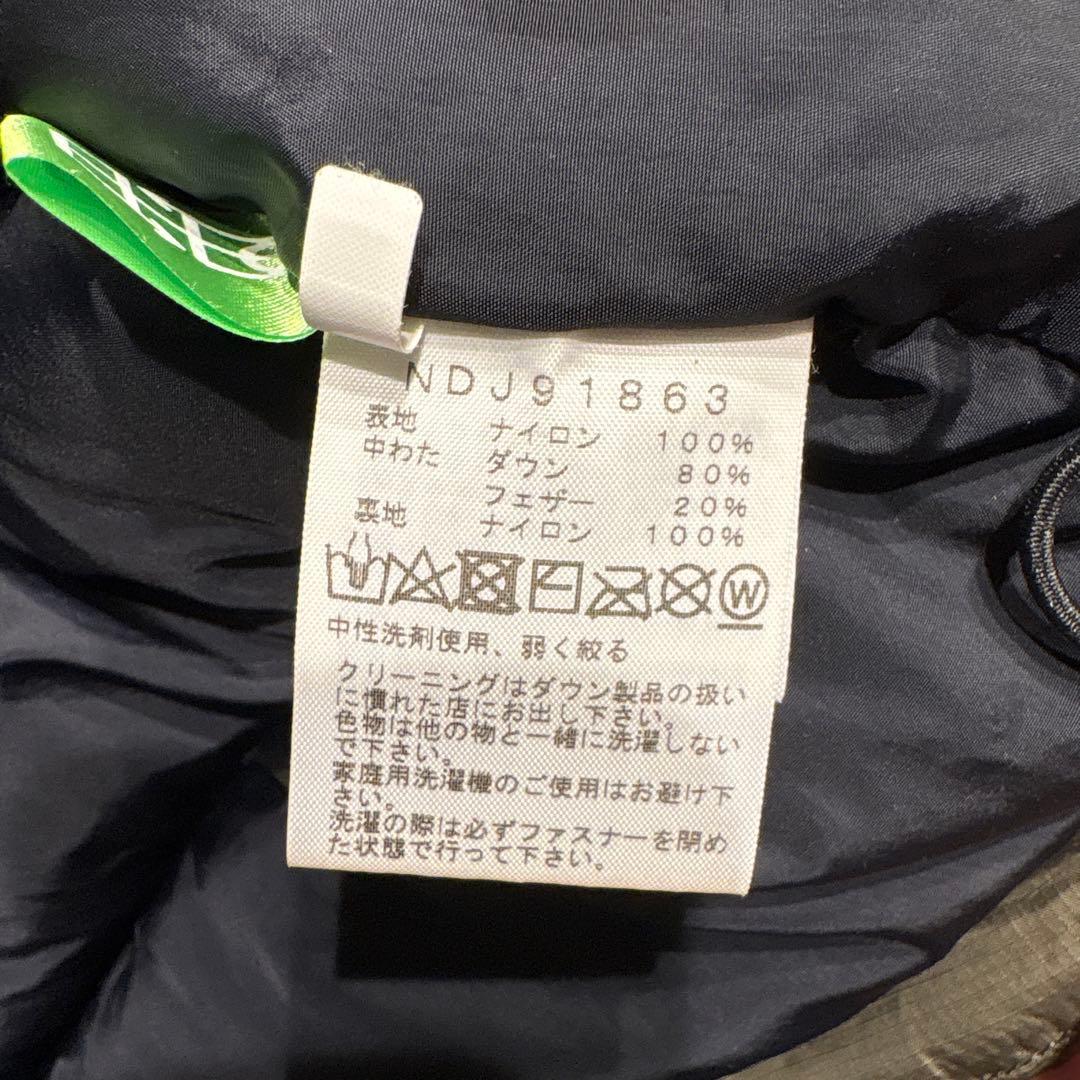 NDJ91863
表地 ナイロン 100%
中わた ダウン 80%
フェザー 20%
裏地 ナイロン 100%
W
中性洗剤使用、弱く絞る
クリーニングはダウン製品の扱い
に慣れた店にお出し下さい。
色物は他の物と一緒に洗濯しない
で下さい。
家庭用洗濯機のご使用はお避け下
さい。
洗濯の際は必ずファスナーを閉め
た状態で行って下さい。